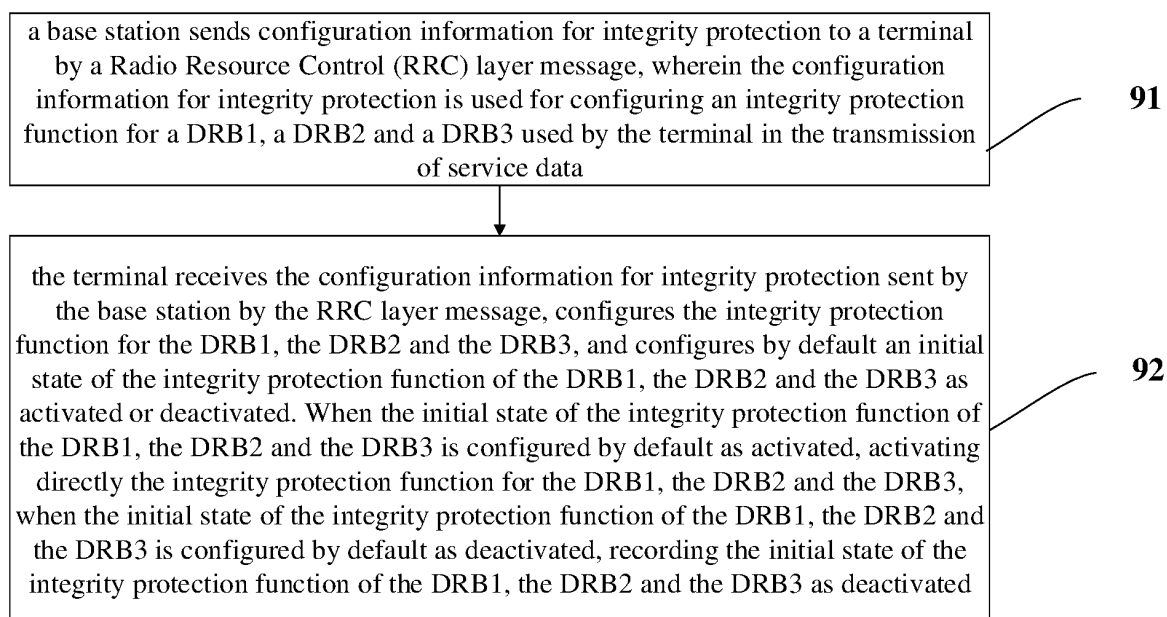 a base station sends configuration information for integrity protection to a terminal
by a Radio Resource Control (RRC) layer message, wherein the configuration
information for integrity protection is used for configuring an integrity protection
function for a DRB1, a DRB2 and a DRB3 used by the terminal in the transmission
of service data
91
the terminal receives the configuration information for integrity protection sent by
the base station by the RRC layer message, configures the integrity protection
function for the DRB1, the DRB2 and the DRB3, and configures by default an initial
state of the integrity protection function of the DRB1, the DRB2 and the DRB3 as
activated or deactivated. When the initial state of the integrity protection function of
the DRB1, the DRB2 and the DRB3 is configured by default as activated, activating
directly the integrity protection function for the DRB1, the DRB2 and the DRB3,
when the initial state of the integrity protection function of the DRB1, the DRB2 and
the DRB3 is configured by default as deactivated, recording the initial state of the
integrity protection function of the DRB1, the DRB2 and the DRB3 as deactivated
92